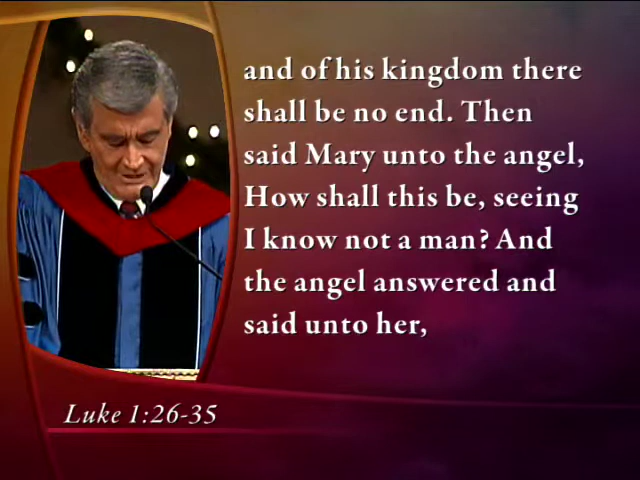 and of his kingdom there
shall be no end. Then
said Mary unto the angel,
How shall this be, seeing
I know not a man? And
the angel answered and
said unto her,
Luke 1:26-35